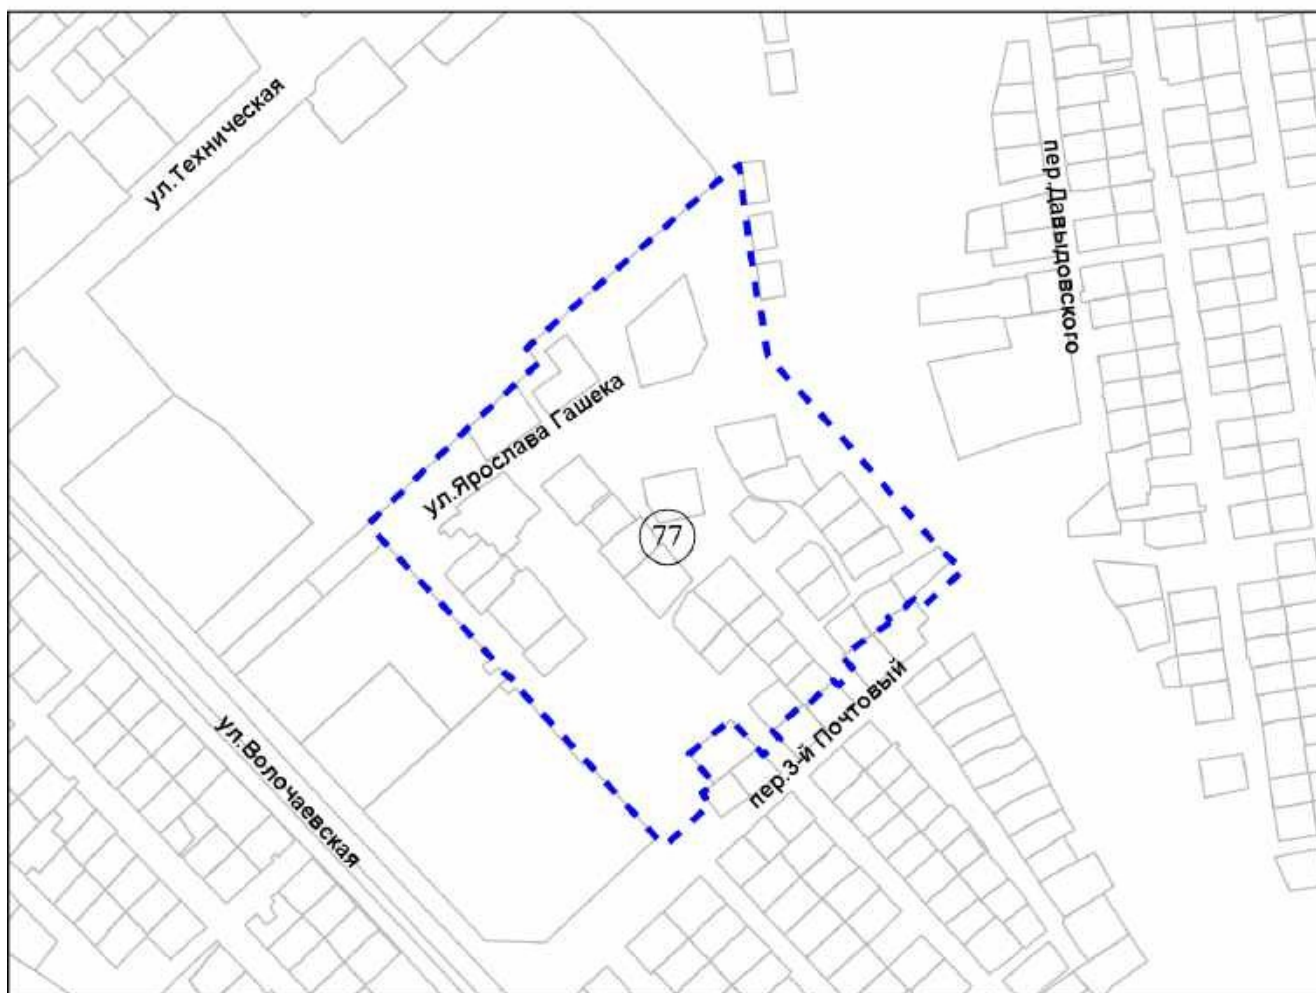 ул.Техническая
пер.Давыдовского
ул.Ярослава Гашека
77
ул.Волочаевская
пер.3-й Почтовый